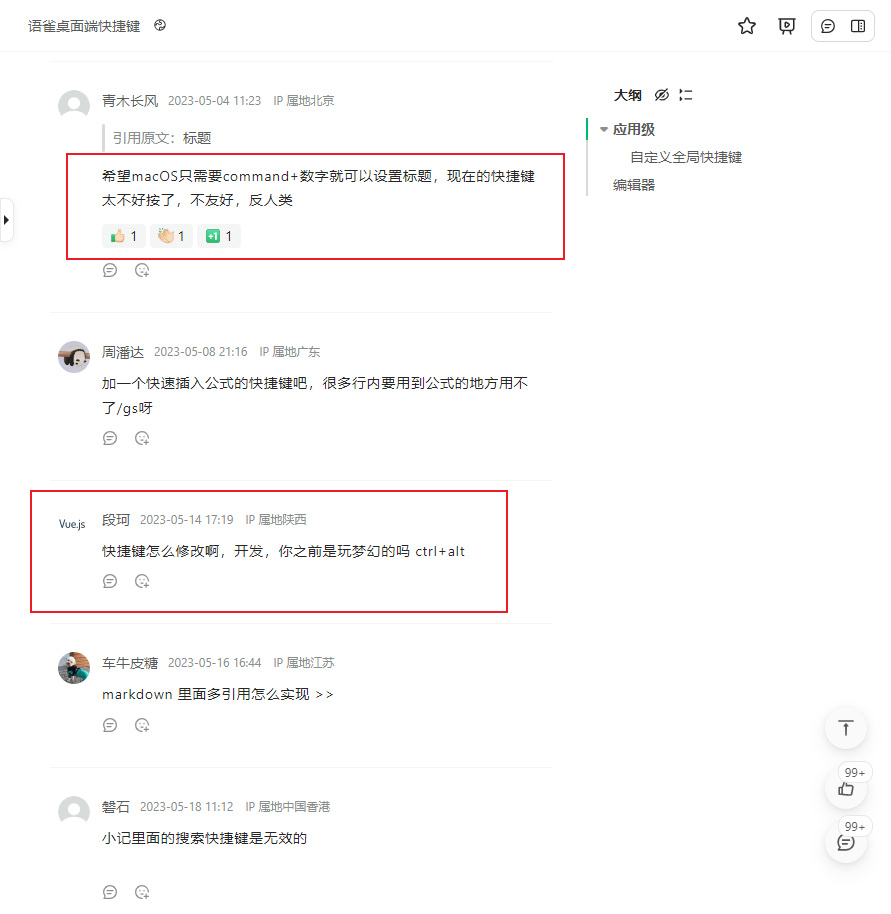 语雀桌面端快捷键
大纲
应用级
自定义全局快捷键
编辑器
青木长风 2023-05-04 11:23 IP 属地北京
引用原文：标题
希望macOS只需要command+数字就可以设置标题，现在的快捷键
太不好按了，不友好，反人类
1 1 +1 1
周潘达 2023-05-08 21:16 IP 属地广东
加一个快速插入公式的快捷键吧，很多行内要用到公式的地方用不
了/gs呀
Vue.js 段珂 2023-05-14 17:19 IP 属地陕西
快捷键怎么修改啊，开发，你之前是玩梦幻的吗 ctrl+alt
车牛皮糖 2023-05-16 16:44 IP 属地江苏
markdown 里面多引用怎么实现 >>
磐石 2023-05-18 11:12 IP 属地中国香港
小记里面的搜索快捷键是无效的
99+
99+